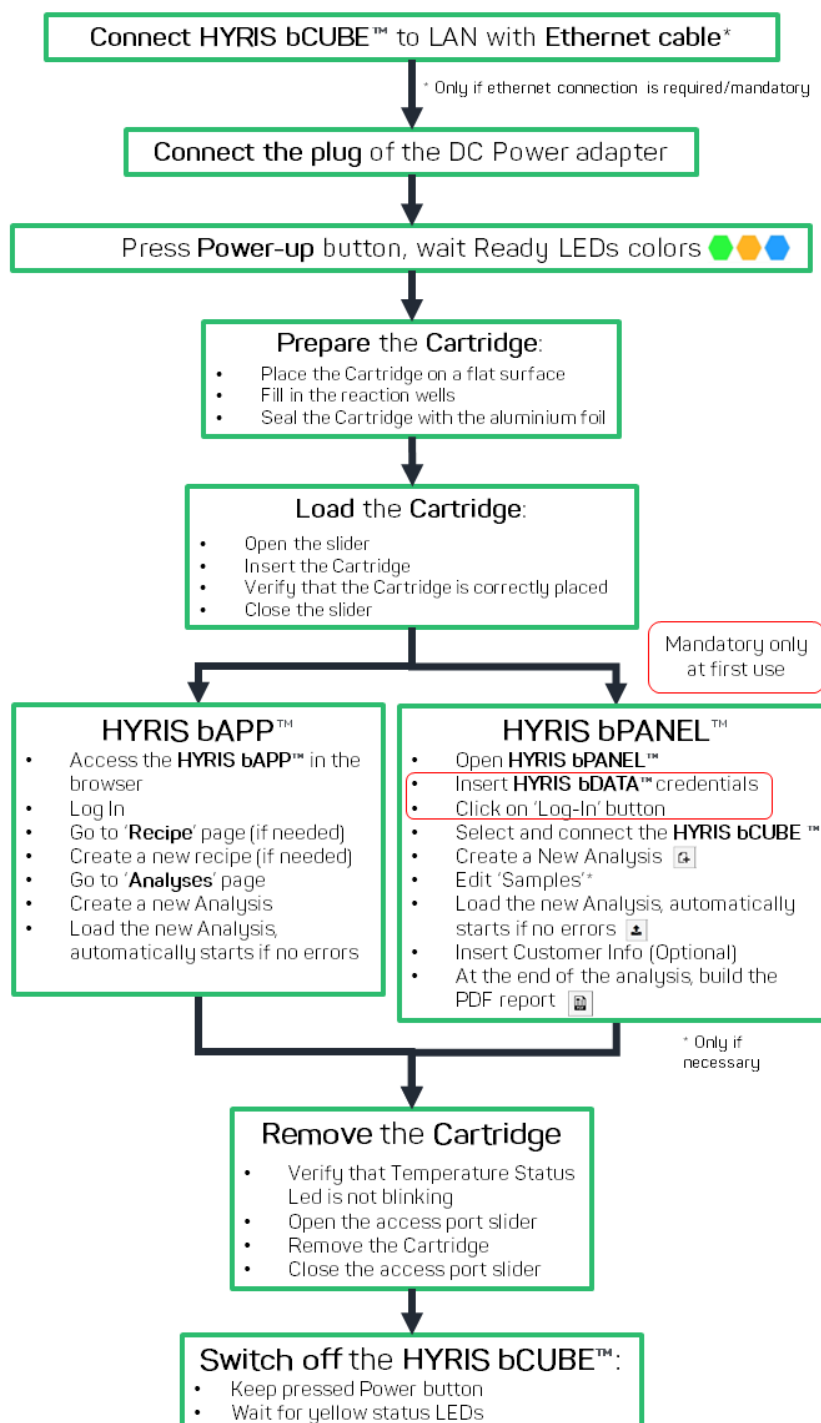 Connect HYRIS bCUBE™ to LAN with Ethernet cable*
* Only if ethernet connection is required/mandatory
Connect the plug of the DC Power adapter
Press Power-up button, wait Ready LEDs colors
Prepare the Cartridge:
• Place the Cartridge on a flat surface
• Fill in the reaction wells
• Seal the Cartridge with the aluminium foil
Load the Cartridge:
• Open the slider
• Insert the Cartridge
• Verify that the Cartridge is correctly placed
• Close the slider
Mandatory only
at first use
HYRIS bAPP™
• Access the HYRIS bAPP™ in the
browser
• Log In
• Go to ‘Recipe’ page (if needed)
• Create a new recipe (if needed)
• Go to ‘Analyses’ page
• Create a new Analysis
• Load the new Analysis,
automatically starts if no errors
HYRIS bPANEL™
• Open HYRIS bPANEL™
• Insert HYRIS bDATA™ credentials
• Click on ‘Log-In’ button
• Select and connect the HYRIS bCUBE ™
• Create a New Analysis
• Edit ‘Samples’*
• Load the new Analysis, automatically
starts if no errors
• Insert Customer Info (Optional)
• At the end of the analysis, build the
PDF report
* Only if
necessary
Remove the Cartridge
• Verify that Temperature Status
Led is not blinking
• Open the access port slider
• Remove the Cartridge
• Close the access port slider
Switch off the HYRIS bCUBE™:
• Keep pressed Power button
• Wait for yellow status LEDs